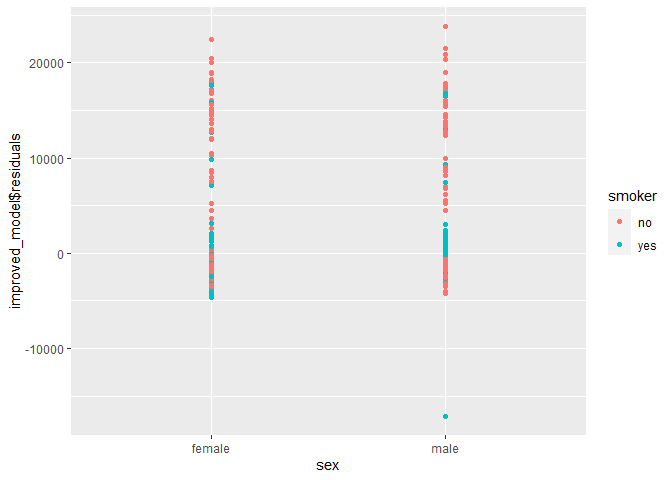 improved_model$residuals
20000
10000
0
-10000
female
male
sex
smoker
no
yes